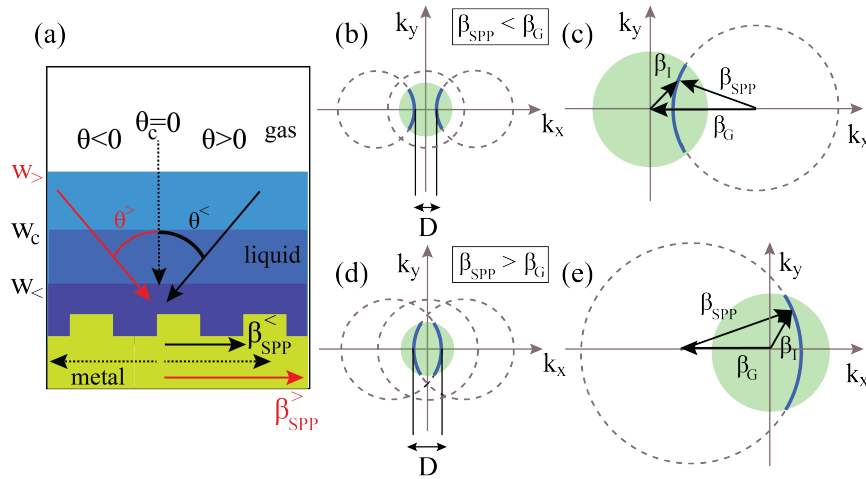 (a)
θ<0
θc=0
θ>0
gas
w>
θ>
θ<
wc
liquid
w<
β<SPP
metal
β>SPP
(b)
ky
βSPP < βG
kx
D
(c)
ky
βI
βSPP
βG
kx
(d)
ky
βSPP > βG
kx
D
(e)
ky
βSPP
βI
βG
kx